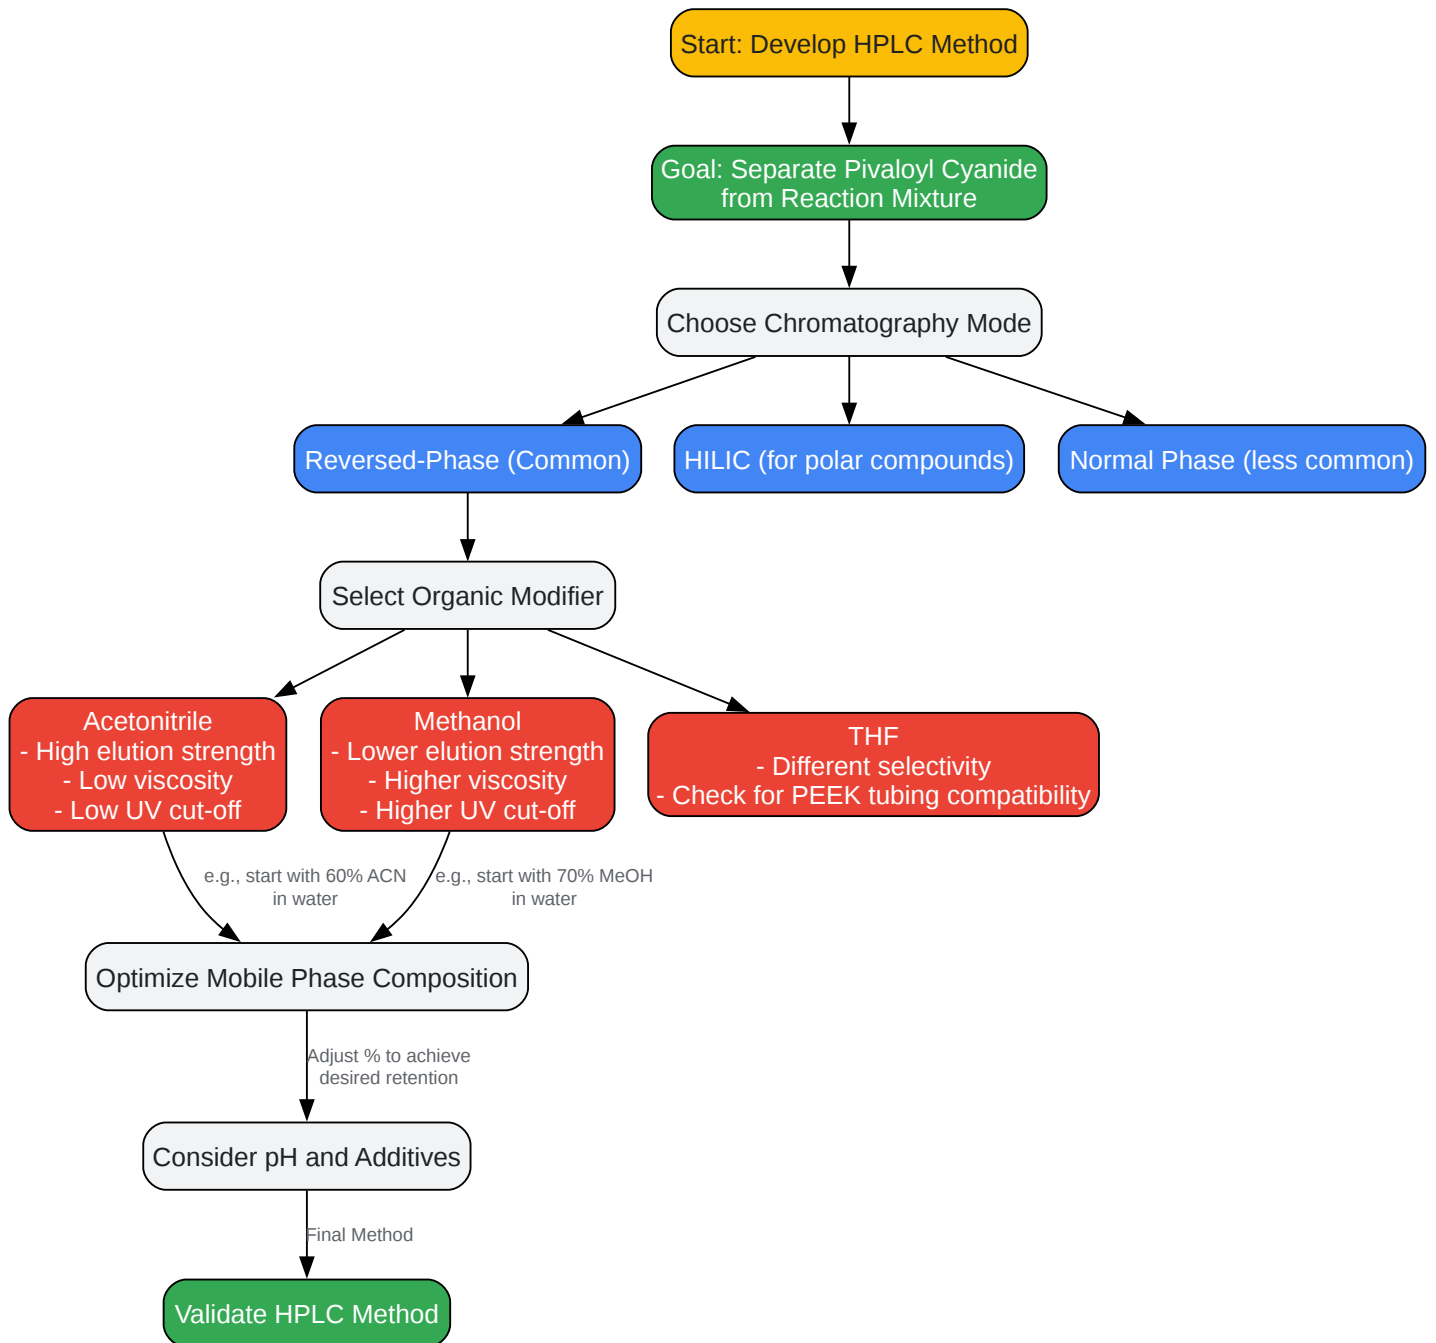 Start: Develop HPLC Method
Goal: Separate Pivaloyl Cyanide
from Reaction Mixture
Choose Chromatography Mode
Reversed-Phase (Common)
HILIC (for polar compounds)
Normal Phase (less common)
Select Organic Modifier
Acetonitrile
- High elution strength
- Low viscosity
- Low UV cut-off
Methanol
- Lower elution strength
- Higher viscosity
- Higher UV cut-off
THF
- Different selectivity
- Check for PEEK tubing compatibility
e.g., start with 60% ACN
in water
e.g., start with 70% MeOH
in water
Optimize Mobile Phase Composition
Adjust % to achieve
desired retention
Consider pH and Additives
Final Method
Validate HPLC Method